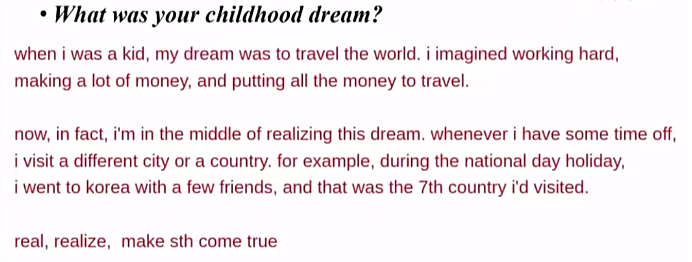 • What was your childhood dream?
when i was a kid, my dream was to travel the world. i imagined working hard,
making a lot of money, and putting all the money to travel.
now, in fact, i'm in the middle of realizing this dream. whenever i have some time off,
i visit a different city or a country. for example, during the national day holiday,
i went to korea with a few friends, and that was the 7th country i'd visited.
real, realize,  make sth come true